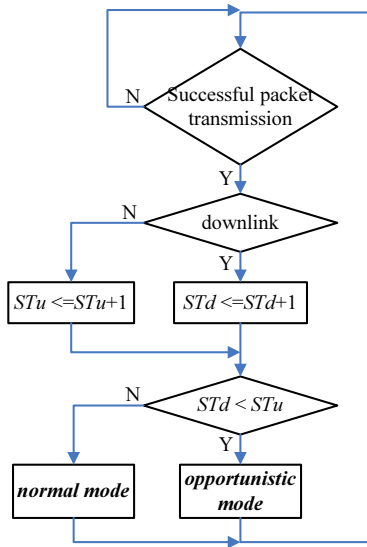 N
Successful packet
transmission
Y
N
downlink
Y
STu <=STu+1
STd <=STd+1
N
STd < STu
Y
normal mode
opportunistic
mode